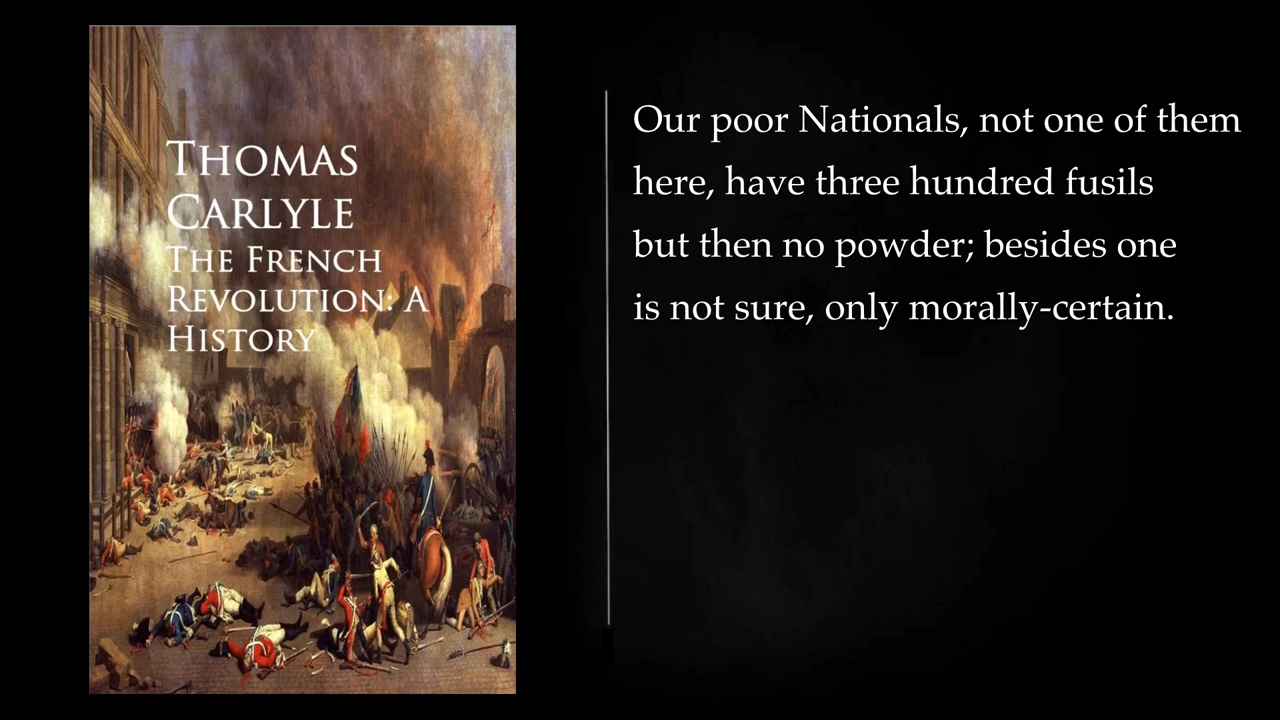 THOMAS
CARLYLE
THE FRENCH
REVOLUTION: A
HISTORY
Our poor Nationals, not one of them
here, have three hundred fusils
but then no powder; besides one
is not sure, only morally-certain.